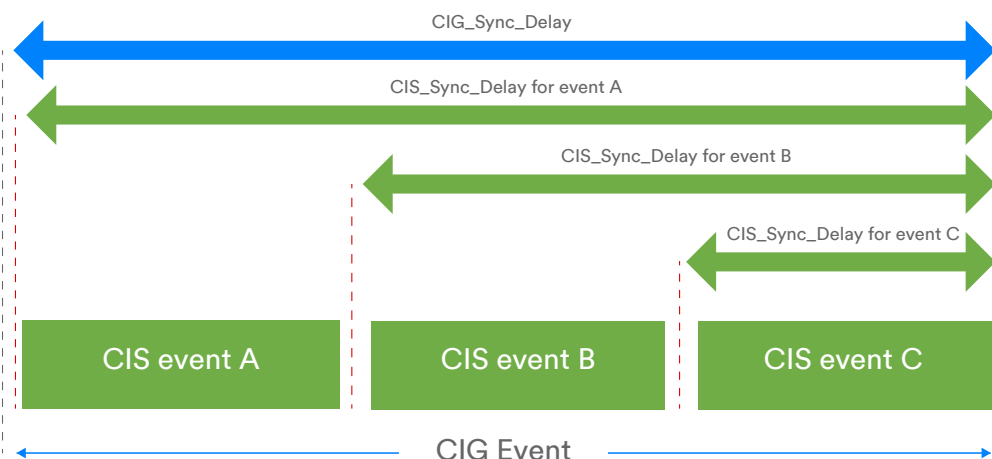 CIG_Sync_Delay
CIS_Sync_Delay for event A
CIS_Sync_Delay for event B
CIS_Sync_Delay for event C
CIS event A
CIS event B
CIS event C
CIG Event